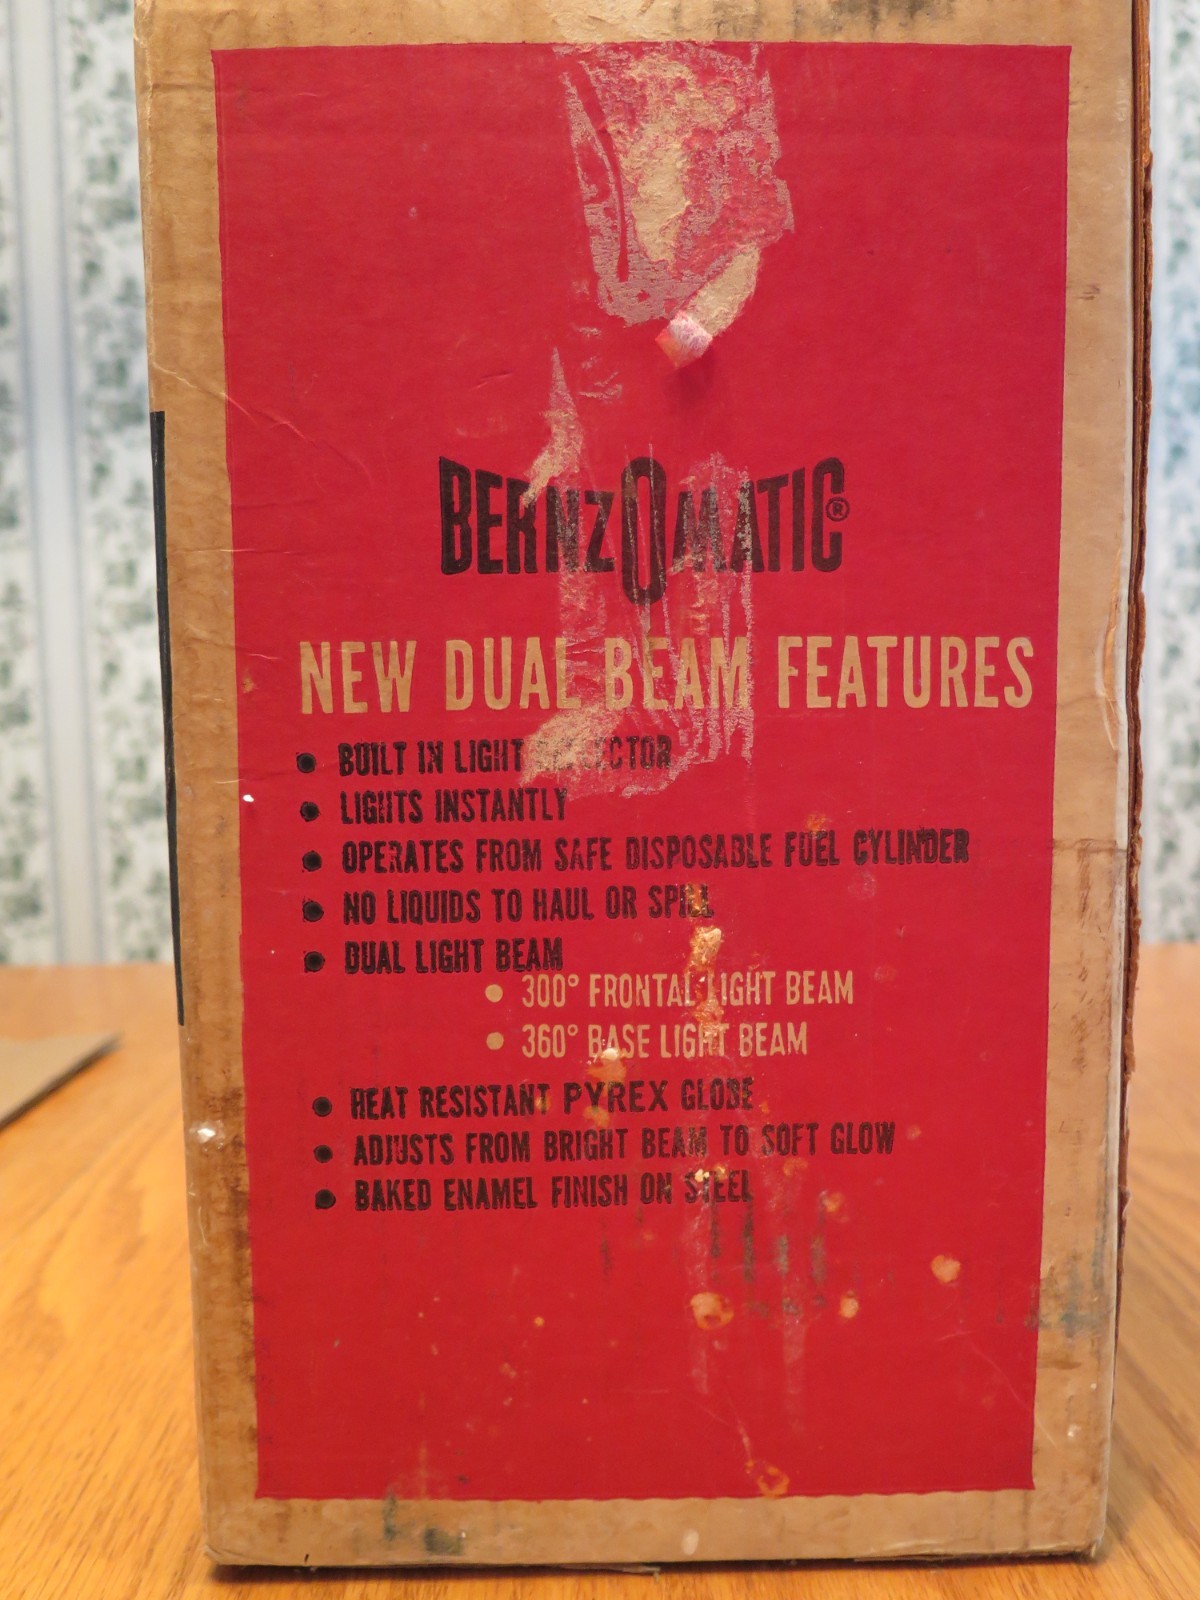 BERNZOMATIC®
NEW DUAL BEAM FEATURES
• BUILT IN LIGHT REFLECTOR
• LIGHTS INSTANTLY
• OPERATES FROM SAFE DISPOSABLE FUEL CYLINDER
• NO LIQUIDS TO HAUL OR SPILL
• DUAL LIGHT BEAM
• 300° FRONTAL LIGHT BEAM
• 360° BASE LIGHT BEAM
• HEAT RESISTANT PYREX GLOBE
• ADJUSTS FROM BRIGHT BEAM TO SOFT GLOW
• BAKED ENAMEL FINISH ON STEEL